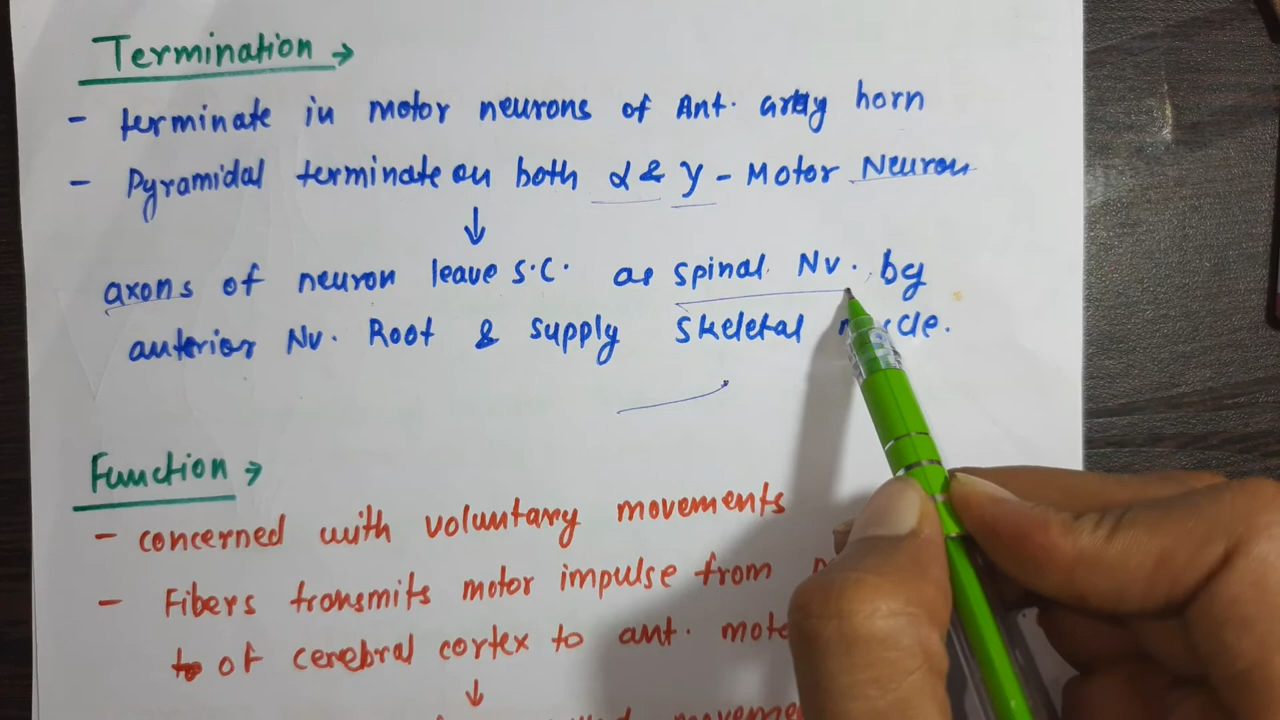 Termination →
- terminate in motor neurons of Ant. gray horn
- Pyramidal terminate on both α & γ - Motor Neuron
↓
axons of neuron leave S.C. as spinal Nv. by
anterior Nv. Root & supply skeletal
Function →
- concerned with voluntary movements
- Fibers transmits motor impulse from
of cerebral cortex to ant.
↓